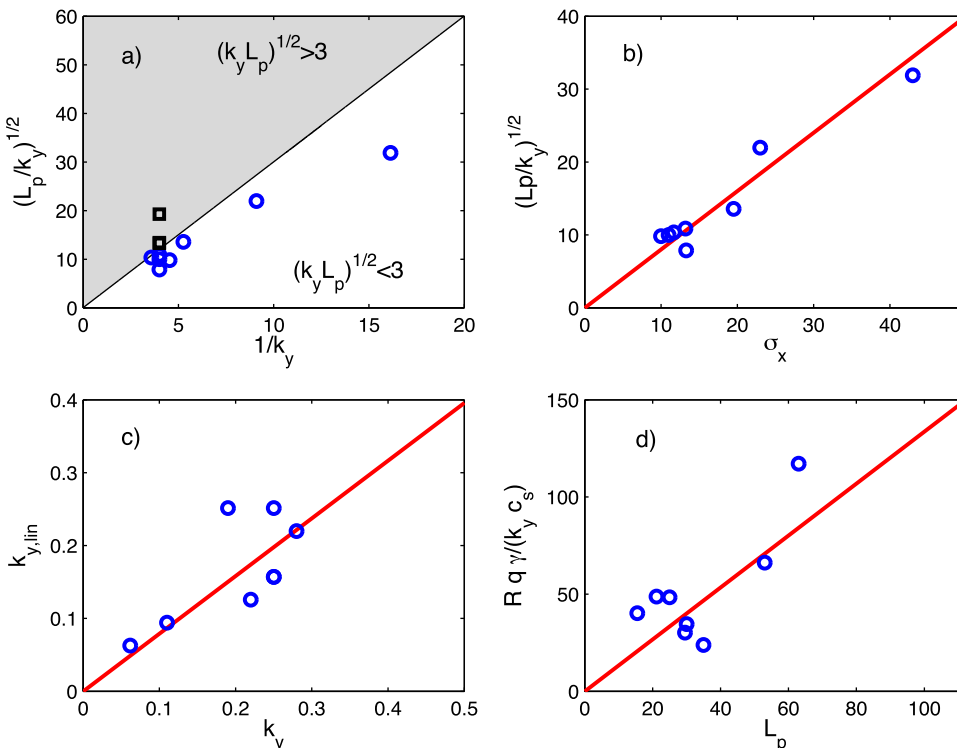 a)
(k_y L_p)^{1/2}>3
(k_y L_p)^{1/2}<3
(L_p/k_y)^{1/2}
60
50
40
30
20
10
0
0 5 10 15 20
1/k_y
b)
(Lp/k_y)^{1/2}
40
30
20
10
0
0 10 20 30 40
σ_x
c)
k_{y,lin}
0.4
0.3
0.2
0.1
0
0 0.1 0.2 0.3 0.4 0.5
k_y
d)
R q γ/(k_y c_s)
150
100
50
0
0 20 40 60 80 100
L_p